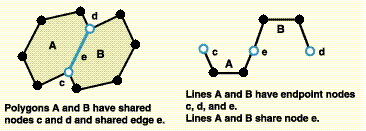 d
A
B
e
c
Polygons A and B have shared
nodes c and d and shared edge e.
B
c
e
d
A
Lines A and B have endpoint nodes
c, d, and e.
Lines A and B share node e.